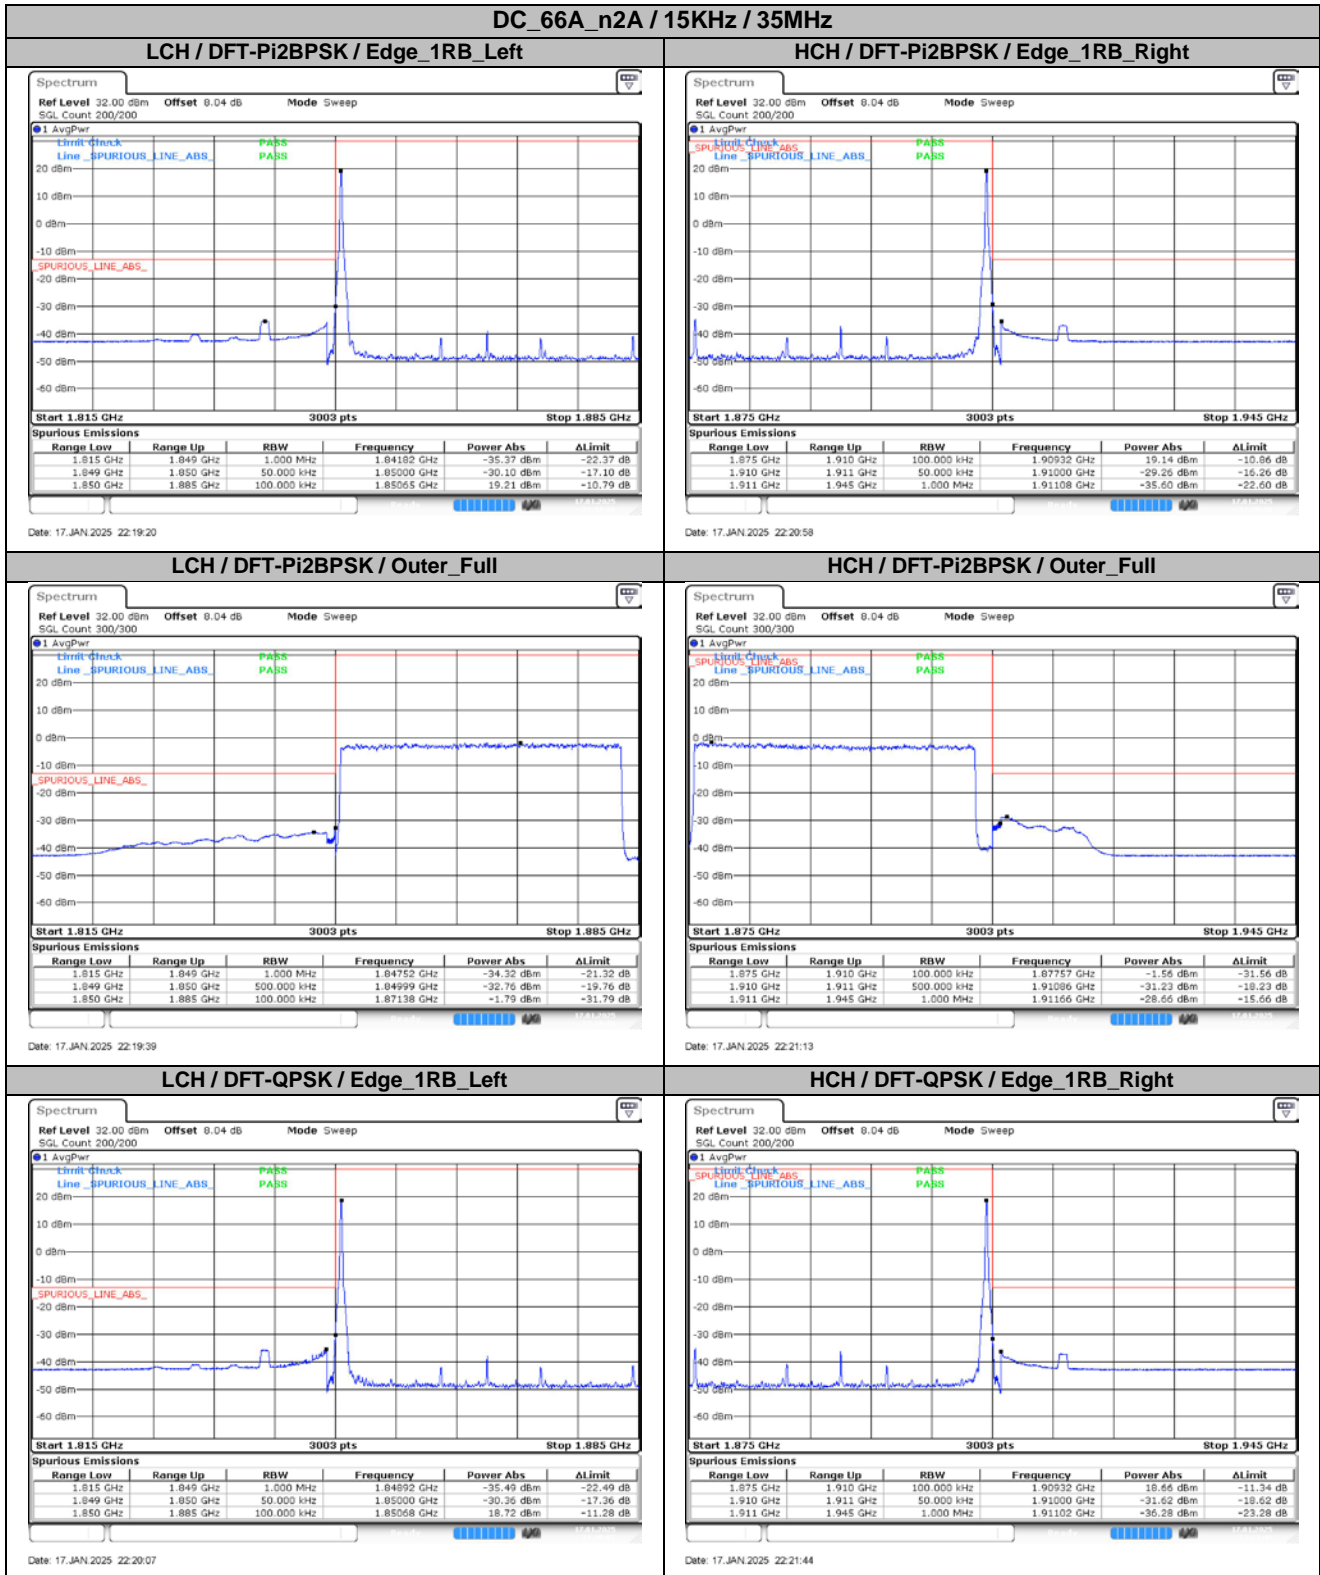 DC_66A_n2A / 15KHz / 35MHz
LCH / DFT-Pi2BPSK / Edge_1RB_Left
HCH / DFT-Pi2BPSK / Edge_1RB_Right
Spectrum
Ref Level 32.00 dBm Offset 8.04 dB Mode Sweep
SGL Count 200/200
1 AvgPwr
Limit Check PASS
Line _SPURIOUS_LINE_ABS_ PASS
20 dBm
10 dBm
0 dBm
-10 dBm
_SPURIOUS_LINE_ABS_
-20 dBm
-30 dBm
-40 dBm
-50 dBm
-60 dBm
Start 1.815 GHz 3003 pts Stop 1.885 GHz
Spurious Emissions
Range Low Range Up RBW Frequency Power Abs ΔLimit
1.815 GHz 1.849 GHz 1.000 MHz 1.84182 GHz -35.37 dBm -22.37 dB
1.849 GHz 1.850 GHz 50.000 kHz 1.85000 GHz -30.10 dBm -17.10 dB
1.850 GHz 1.885 GHz 100.000 kHz 1.85065 GHz 19.21 dBm -10.79 dB
Date: 17.JAN.2025 22:19:20
Spectrum
Ref Level 32.00 dBm Offset 8.04 dB Mode Sweep
SGL Count 200/200
1 AvgPwr
Limit Check PASS
_SPURIOUS_LINE_ABS_
Line _SPURIOUS_LINE_ABS_ PASS
20 dBm
10 dBm
0 dBm
-10 dBm
-20 dBm
-30 dBm
-40 dBm
-50 dBm
-60 dBm
Start 1.875 GHz 3003 pts Stop 1.945 GHz
Spurious Emissions
Range Low Range Up RBW Frequency Power Abs ΔLimit
1.875 GHz 1.910 GHz 100.000 kHz 1.90932 GHz 19.14 dBm -10.86 dB
1.910 GHz 1.911 GHz 50.000 kHz 1.91000 GHz -29.26 dBm -16.26 dB
1.911 GHz 1.945 GHz 1.000 MHz 1.91108 GHz -35.60 dBm -22.60 dB
Date: 17.JAN.2025 22:20:58
LCH / DFT-Pi2BPSK / Outer_Full
HCH / DFT-Pi2BPSK / Outer_Full
Spectrum
Ref Level 32.00 dBm Offset 8.04 dB Mode Sweep
SGL Count 300/300
1 AvgPwr
Limit Check PASS
Line _SPURIOUS_LINE_ABS_ PASS
20 dBm
10 dBm
0 dBm
-10 dBm
_SPURIOUS_LINE_ABS_
-20 dBm
-30 dBm
-40 dBm
-50 dBm
-60 dBm
Start 1.815 GHz 3003 pts Stop 1.885 GHz
Spurious Emissions
Range Low Range Up RBW Frequency Power Abs ΔLimit
1.815 GHz 1.849 GHz 1.000 MHz 1.84752 GHz -34.32 dBm -21.32 dB
1.849 GHz 1.850 GHz 500.000 kHz 1.84999 GHz -32.76 dBm -19.76 dB
1.850 GHz 1.885 GHz 100.000 kHz 1.87138 GHz -1.79 dBm -31.79 dB
Date: 17.JAN.2025 22:19:39
Spectrum
Ref Level 32.00 dBm Offset 8.04 dB Mode Sweep
SGL Count 300/300
1 AvgPwr
Limit Check PASS
_SPURIOUS_LINE_ABS_
Line _SPURIOUS_LINE_ABS_ PASS
20 dBm
10 dBm
0 dBm
-10 dBm
-20 dBm
-30 dBm
-40 dBm
-50 dBm
-60 dBm
Start 1.875 GHz 3003 pts Stop 1.945 GHz
Spurious Emissions
Range Low Range Up RBW Frequency Power Abs ΔLimit
1.875 GHz 1.910 GHz 100.000 kHz 1.87757 GHz -1.56 dBm -31.56 dB
1.910 GHz 1.911 GHz 500.000 kHz 1.91086 GHz -31.23 dBm -18.23 dB
1.911 GHz 1.945 GHz 1.000 MHz 1.91166 GHz -28.66 dBm -15.66 dB
Date: 17.JAN.2025 22:21:13
LCH / DFT-QPSK / Edge_1RB_Left
HCH / DFT-QPSK / Edge_1RB_Right
Spectrum
Ref Level 32.00 dBm Offset 8.04 dB Mode Sweep
SGL Count 200/200
1 AvgPwr
Limit Check PASS
Line _SPURIOUS_LINE_ABS_ PASS
20 dBm
10 dBm
0 dBm
-10 dBm
_SPURIOUS_LINE_ABS_
-20 dBm
-30 dBm
-40 dBm
-50 dBm
-60 dBm
Start 1.815 GHz 3003 pts Stop 1.885 GHz
Spurious Emissions
Range Low Range Up RBW Frequency Power Abs ΔLimit
1.815 GHz 1.849 GHz 1.000 MHz 1.84892 GHz -35.49 dBm -22.49 dB
1.849 GHz 1.850 GHz 50.000 kHz 1.85000 GHz -30.36 dBm -17.36 dB
1.850 GHz 1.885 GHz 100.000 kHz 1.85068 GHz 18.72 dBm -11.28 dB
Date: 17.JAN.2025 22:20:07
Spectrum
Ref Level 32.00 dBm Offset 8.04 dB Mode Sweep
SGL Count 200/200
1 AvgPwr
Limit Check PASS
_SPURIOUS_LINE_ABS_
Line _SPURIOUS_LINE_ABS_ PASS
20 dBm
10 dBm
0 dBm
-10 dBm
-20 dBm
-30 dBm
-40 dBm
-50 dBm
-60 dBm
Start 1.875 GHz 3003 pts Stop 1.945 GHz
Spurious Emissions
Range Low Range Up RBW Frequency Power Abs ΔLimit
1.875 GHz 1.910 GHz 100.000 kHz 1.90932 GHz 18.66 dBm -11.34 dB
1.910 GHz 1.911 GHz 50.000 kHz 1.91000 GHz -31.62 dBm -18.62 dB
1.911 GHz 1.945 GHz 1.000 MHz 1.91102 GHz -36.28 dBm -23.28 dB
Date: 17.JAN.2025 22:21:44